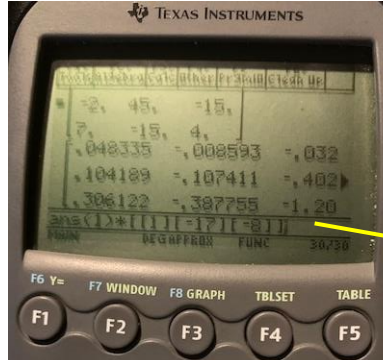 TEXAS INSTRUMENTS
Tools Algebra Calc Other PrgmIO Clean Up
-2, 45, -15,
7, -15, 4,
.048335 -.008593 -.032
-.104189 -.107411 -.402
.306122 -.387755 -1.20
ans(1)*[[1][-17][-8]]
MAIN DEGAPPROX FUNC 30/30
F6 Y= F7 WINDOW F8 GRAPH TBLSET TABLE
F1 F2 F3 F4 F5